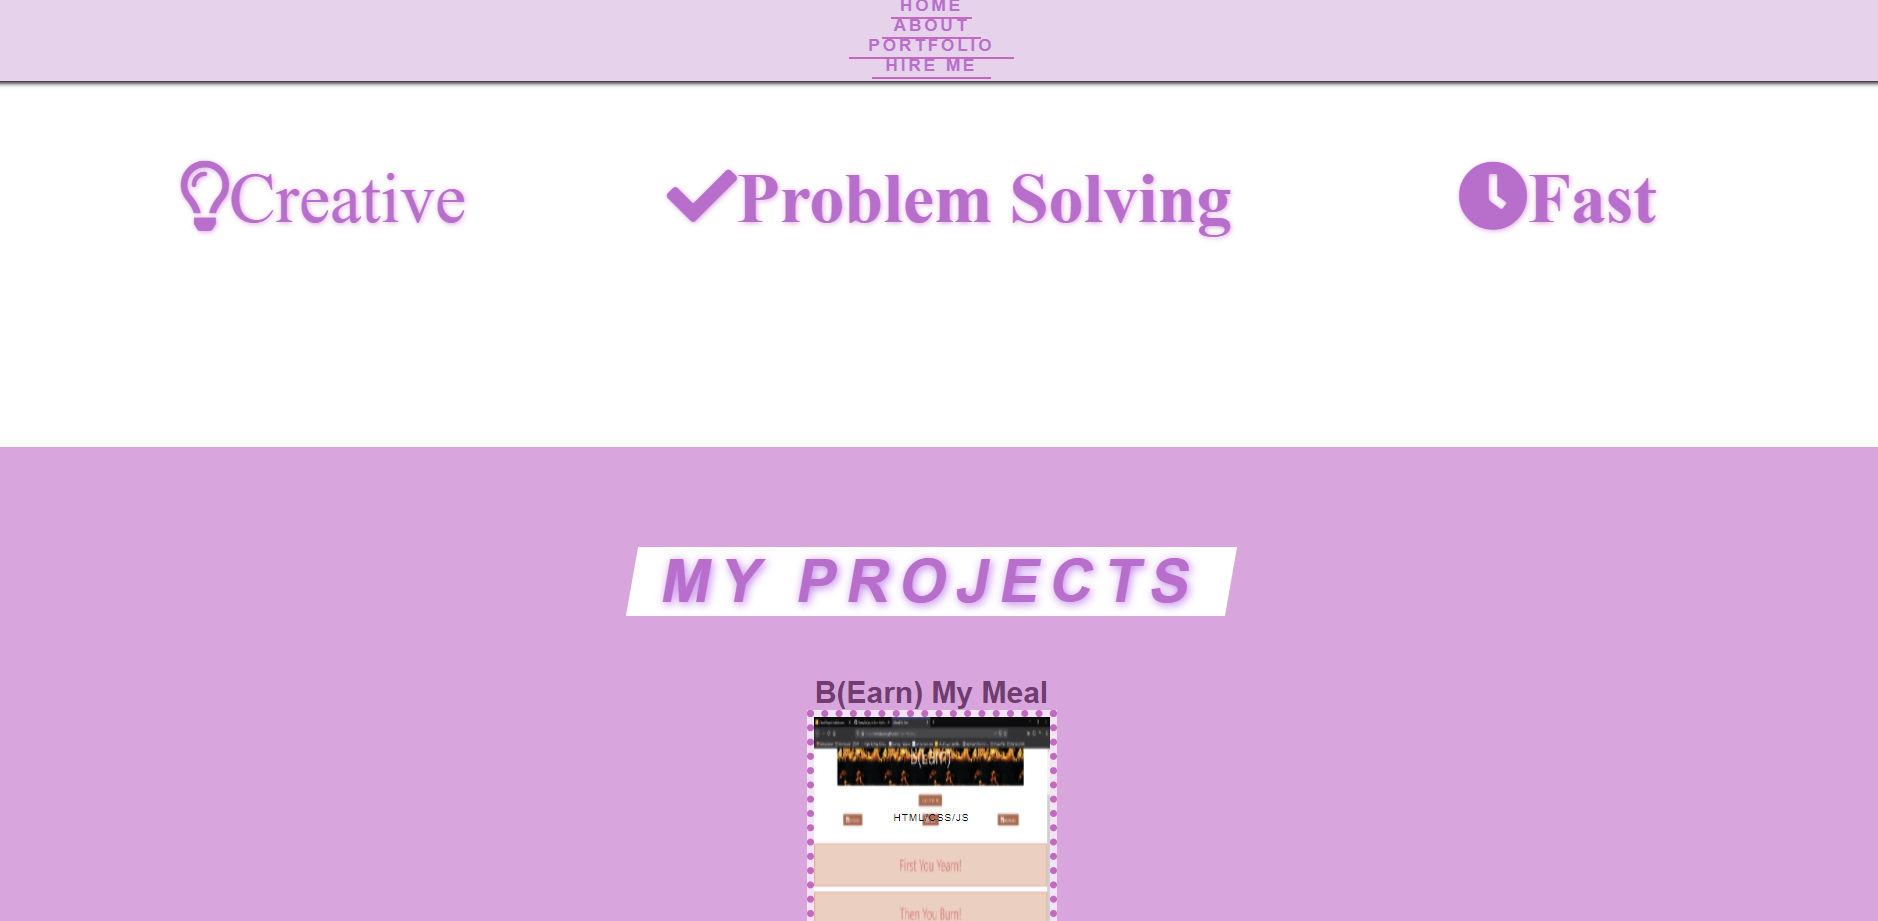 HOME
ABOUT
PORTFOLIO
HIRE ME
Creative Problem Solving Fast
MY PROJECTS
B(Earn) My Meal
B(Earn)
HTML/CSS/JS
First You Yearn!
Then You Burn!